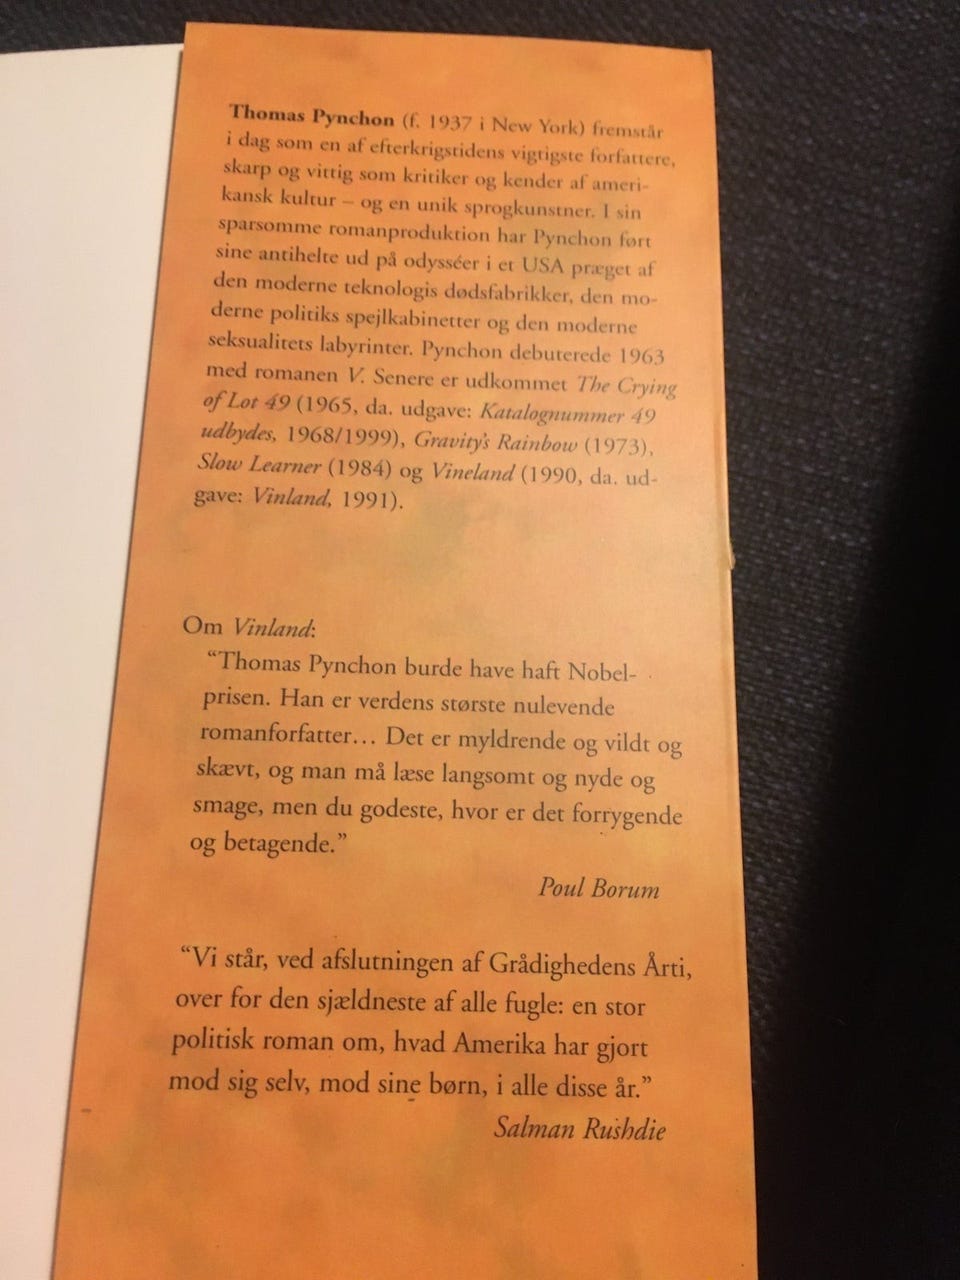 Thomas Pynchon (f. 1937 i New York) fremstår
i dag som en af efterkrigstidens vigtigste forfattere,
skarp og vittig som kritiker og kender af ameri-
kansk kultur – og en unik sprogkunstner. I sin
sparsomme romanproduktion har Pynchon ført
sine antihelte ud på odysséer i et USA præget af
den moderne teknologis dødsfabrikker, den mo-
derne politiks spejlkabinetter og den moderne
seksualitets labyrinter. Pynchon debuterede 1963
med romanen V. Senere er udkommet The Crying
of Lot 49 (1965, da. udgave: Katalognummer 49
udbydes, 1968/1999), Gravity's Rainbow (1973),
Slow Learner (1984) og Vineland (1990, da. ud-
gave: Vinland, 1991).
Om Vinland:
“Thomas Pynchon burde have haft Nobel-
prisen. Han er verdens største nulevende
romanforfatter… Det er myldrende og vildt og
skævt, og man må læse langsomt og nyde og
smage, men du godeste, hvor er det forrygende
og betagende.”
Poul Borum
“Vi står, ved afslutningen af Grådighedens Årti,
over for den sjældneste af alle fugle: en stor
politisk roman om, hvad Amerika har gjort
mod sig selv, mod sine børn, i alle disse år.”
Salman Rushdie